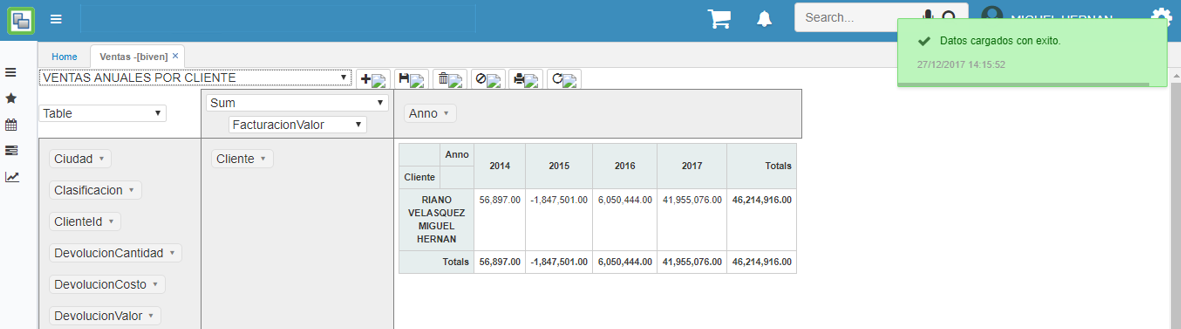 Search...
MIGUEL HERNAN
Datos cargados con exito.
27/12/2017 14:15:52
Home
Ventas -[biven] ×
VENTAS ANUALES POR CLIENTE
Table
Sum
FacturacionValor
Anno
Ciudad
Clasificacion
ClienteId
DevolucionCantidad
DevolucionCosto
DevolucionValor
Cliente
Anno 2014 2015 2016 2017 Totals
Cliente
RIANO 56,897.00 -1,847,501.00 6,050,444.00 41,955,076.00 46,214,916.00
VELASQUEZ
MIGUEL
HERNAN
Totals 56,897.00 -1,847,501.00 6,050,444.00 41,955,076.00 46,214,916.00